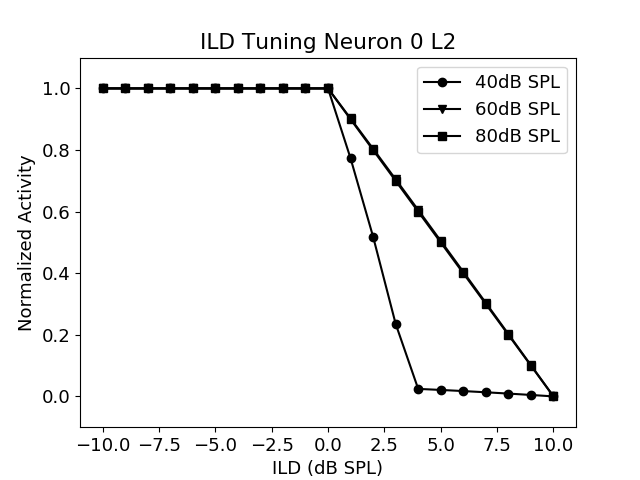 ILD Tuning Neuron 0 L2
40dB SPL
60dB SPL
80dB SPL
Normalized Activity
1.0
0.8
0.6
0.4
0.2
0.0
−10.0 −7.5 −5.0 −2.5 0.0 2.5 5.0 7.5 10.0
ILD (dB SPL)